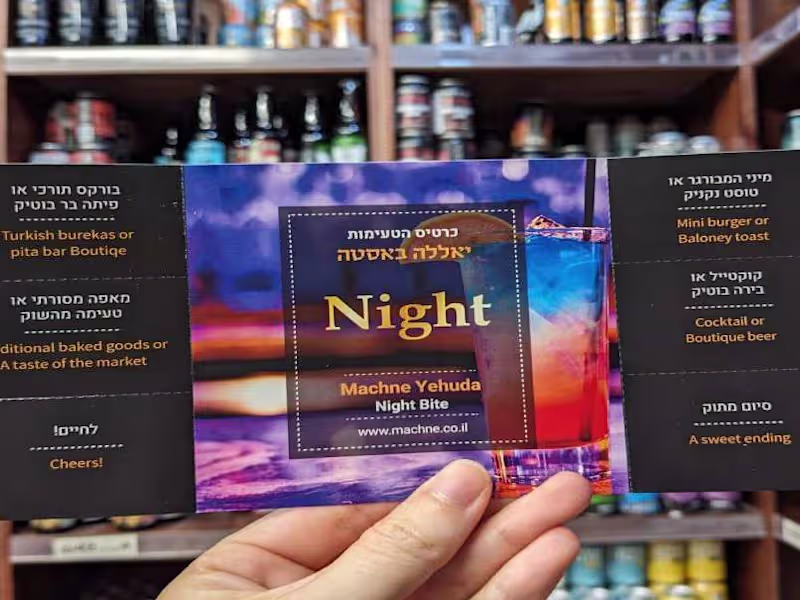 בורקס תורכי או
פיתה בר בוטיק
Turkish burekas or
pita bar Boutiqe
מאפה מסורתי או
טעימה מהשוק
ditional baked goods or
A taste of the market
לחיים!
Cheers!
כרטיס הטעימות
יאללה באסטה
Night
Machne Yehuda
Night Bite
www.machne.co.il
מיני המבורגר או
טוסט נקניק
Mini burger or
Baloney toast
קוקטייל או
בירה בוטיק
Cocktail or
Boutique beer
סיום מתוק
A sweet ending